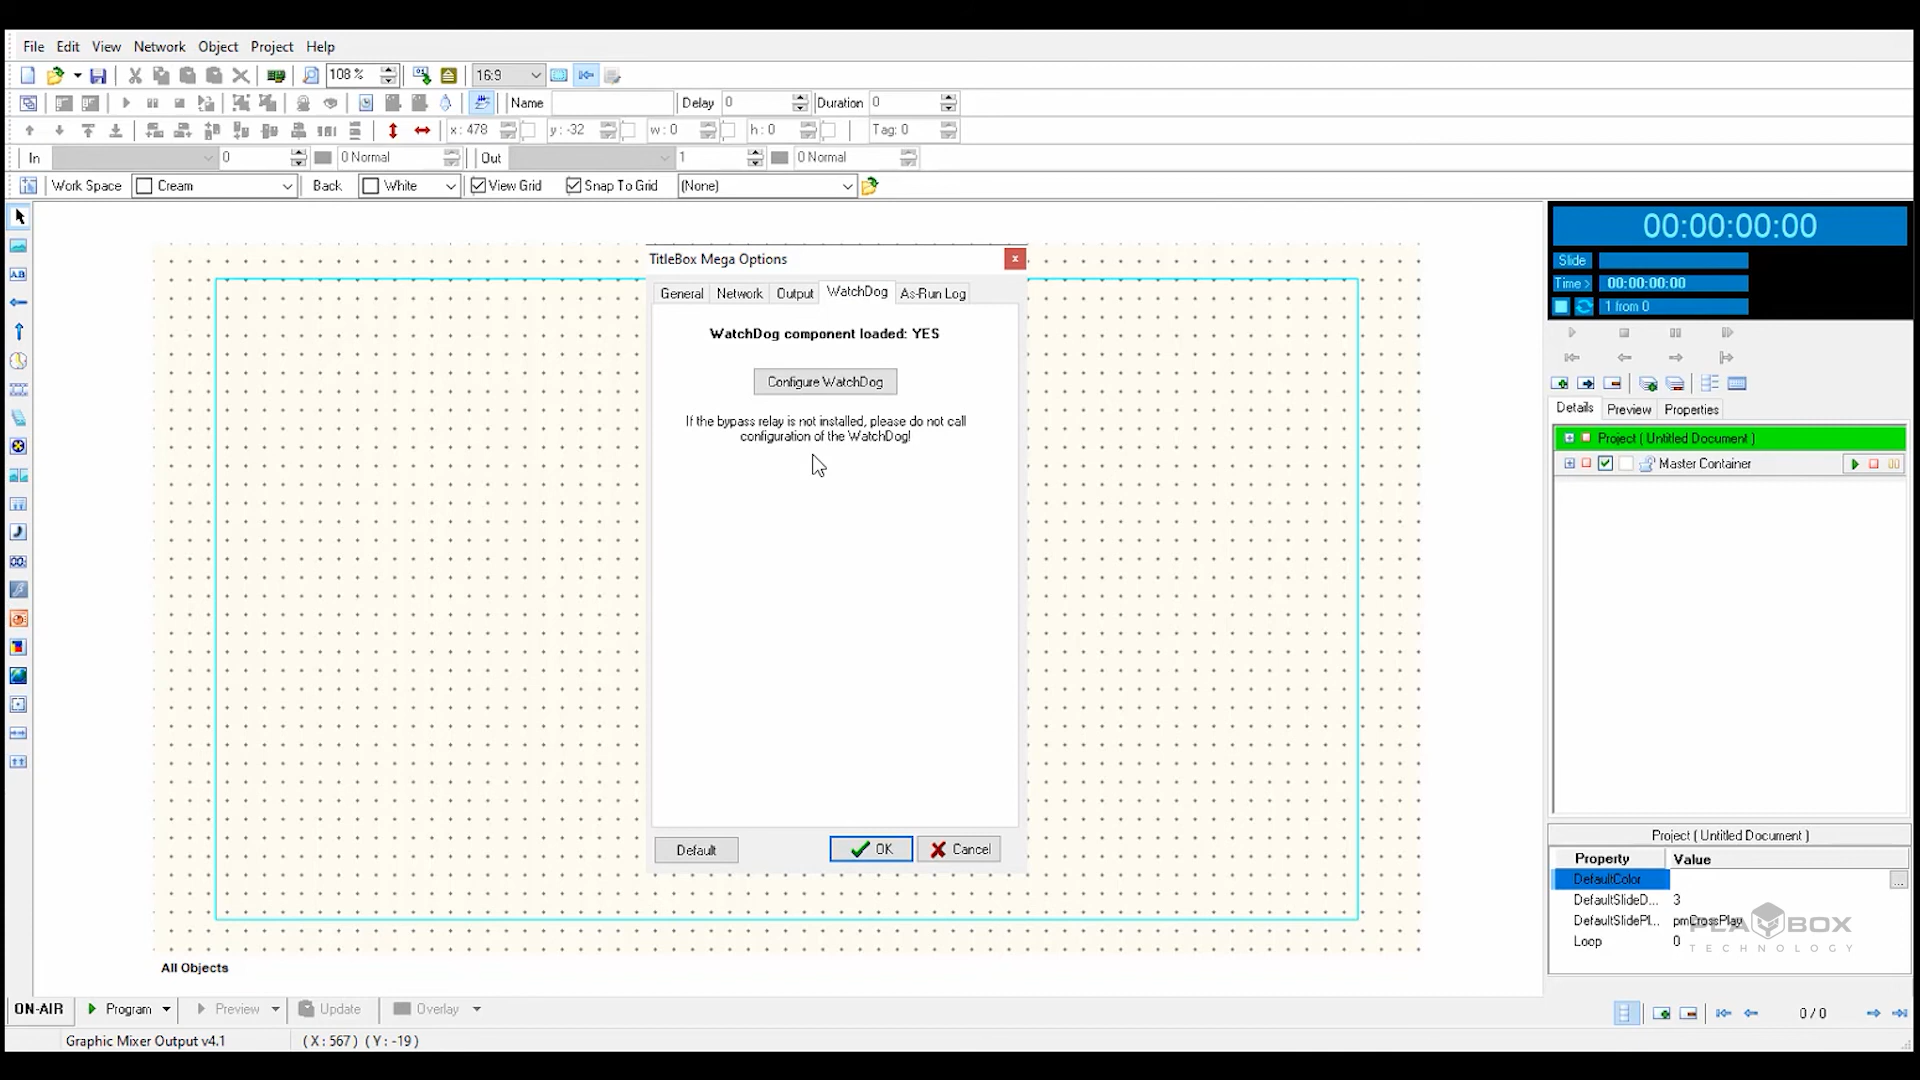 File Edit View Network Object Project Help
108 % 16:9
Name Delay 0 Duration 0
x: 478 y: -32 w: 0 h: 0 Tag: 0
In 0 0 Normal Out 1 0 Normal
Work Space Cream Back White View Grid Snap To Grid (None)
00:00:00:00
Slide
Time > 00:00:00:00
1 from 0
TitleBox Mega Options
General Network Output WatchDog As-Run Log
WatchDog component loaded: YES
Configure WatchDog
If the bypass relay is not installed, please do not call
configuration of the WatchDog!
Default OK Cancel
Details Preview Properties
Project ( Untitled Document )
Master Container
Project ( Untitled Document )
Property Value
DefaultColor ...
DefaultSlideD... 3
DefaultSlidePl... pmCrossPlay
Loop 0
PLAYBOX
TECHNOLOGY
All Objects
ON-AIR Program Preview Update Overlay
0 / 0
Graphic Mixer Output v4.1 ( X : 567 ) ( Y : -19 )